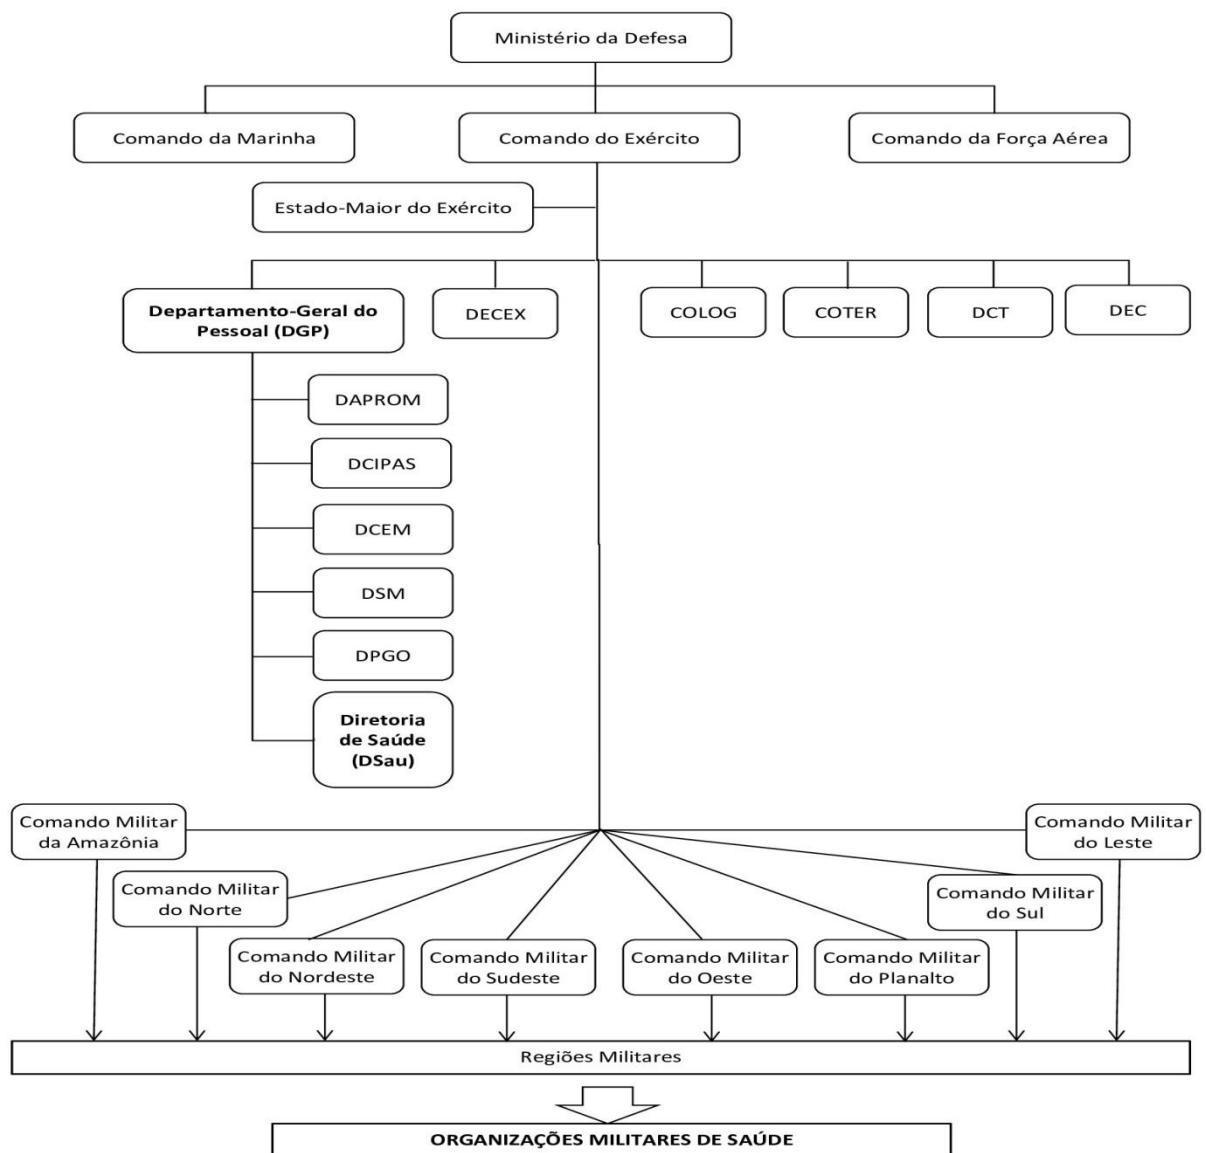 Ministério da Defesa
Comando da Marinha
Comando do Exército
Comando da Força Aérea
Estado-Maior do Exército
Departamento-Geral do
Pessoal (DGP)
DECEX
COLOG
COTER
DCT
DEC
DAPROM
DCIPAS
DCEM
DSM
DPGO
Diretoria
de Saúde
(DSau)
Comando Militar
da Amazônia
Comando Militar
do Leste
Comando Militar
do Norte
Comando Militar
do Sul
Comando Militar
do Nordeste
Comando Militar
do Sudeste
Comando Militar
do Oeste
Comando Militar
do Planalto
Regiões Militares
ORGANIZAÇÕES MILITARES DE SAÚDE